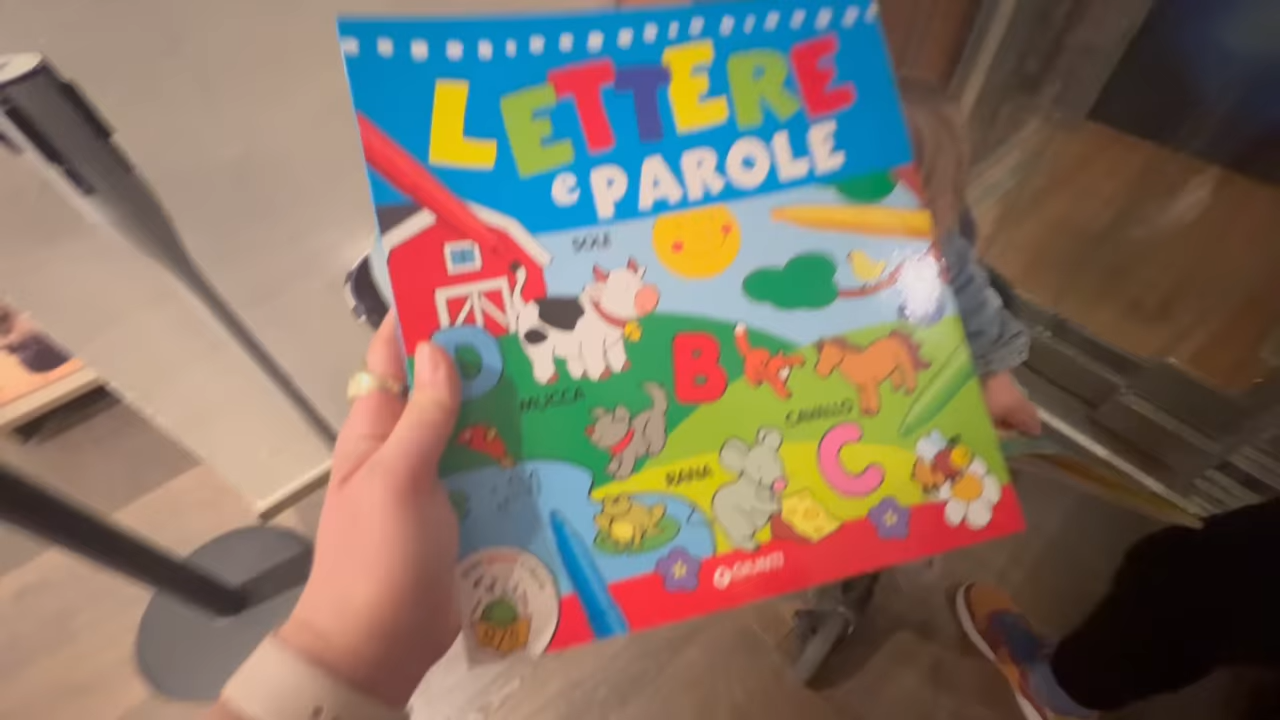 LETTERE
e PAROLE
SOLE
D
B
MUCCA
CAVALLO
C
RANA
GIUNTI